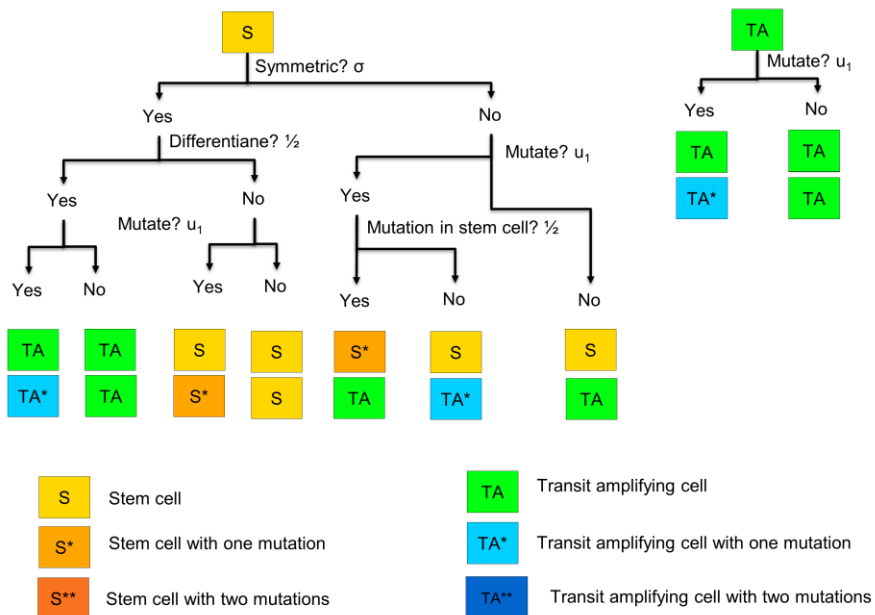 S
TA
Symmetric? σ
Mutate? u₁
Yes
No
Yes
No
Differentiane? ½
Mutate? u₁
TA
TA
Yes
No
Yes
TA*
TA
Mutate? u₁
Mutation in stem cell? ½
Yes
No
Yes
No
Yes
No
No
TA
TA
S
S
S*
S
S
TA*
TA
S*
S
TA
TA*
TA
S
Stem cell
TA
Transit amplifying cell
S*
Stem cell with one mutation
TA*
Transit amplifying cell with one mutation
S**
Stem cell with two mutations
TA**
Transit amplifying cell with two mutations